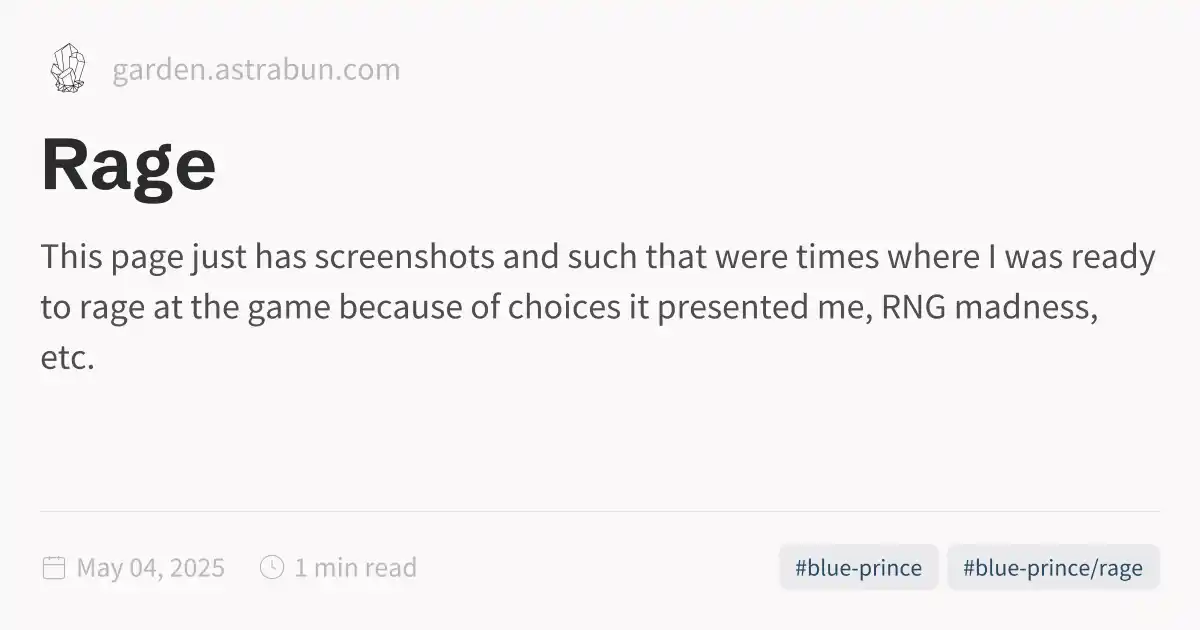 garden.astrabun.com
Rage
This page just has screenshots and such that were times where I was ready
to rage at the game because of choices it presented me, RNG madness,
etc.
May 04, 2025 1 min read #blue-prince #blue-prince/rage